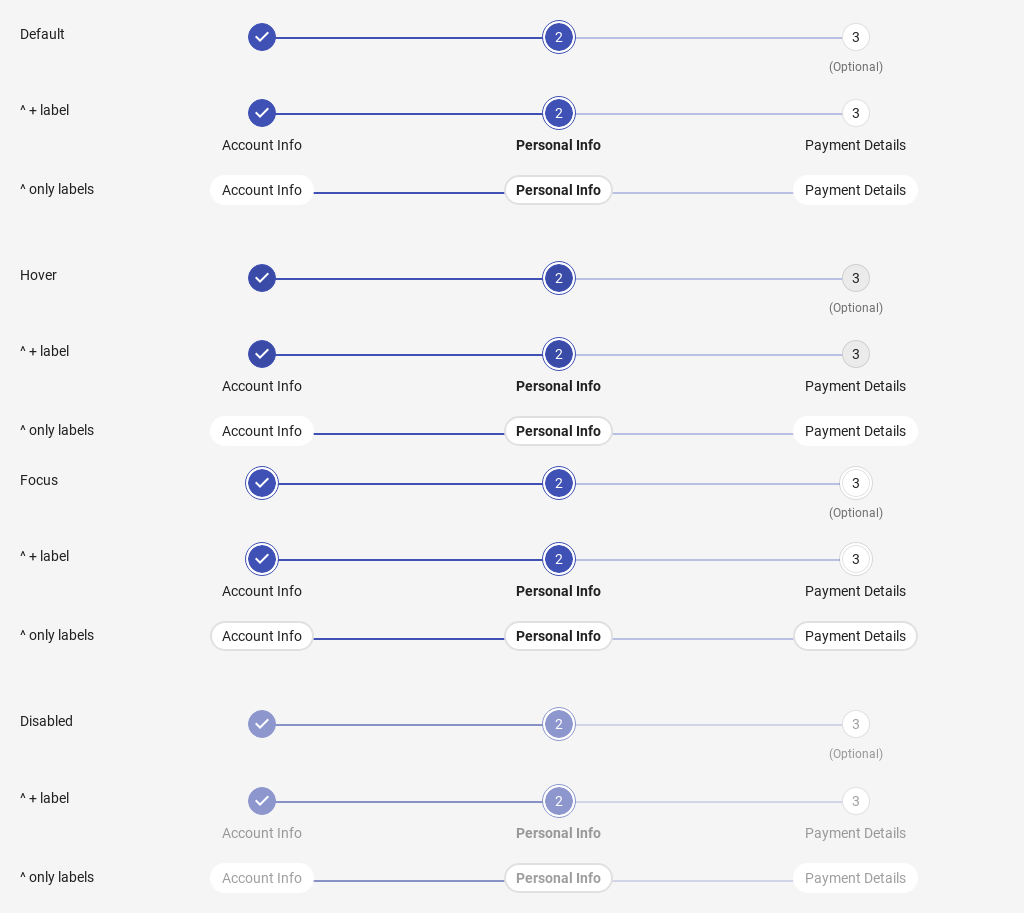 Default
2
3
(Optional)
^ + label
2
3
Account Info
Personal Info
Payment Details
^ only labels
Account Info
Personal Info
Payment Details
Hover
2
3
(Optional)
^ + label
2
3
Account Info
Personal Info
Payment Details
^ only labels
Account Info
Personal Info
Payment Details
Focus
2
3
(Optional)
^ + label
2
3
Account Info
Personal Info
Payment Details
^ only labels
Account Info
Personal Info
Payment Details
Disabled
2
3
(Optional)
^ + label
2
3
Account Info
Personal Info
Payment Details
^ only labels
Account Info
Personal Info
Payment Details